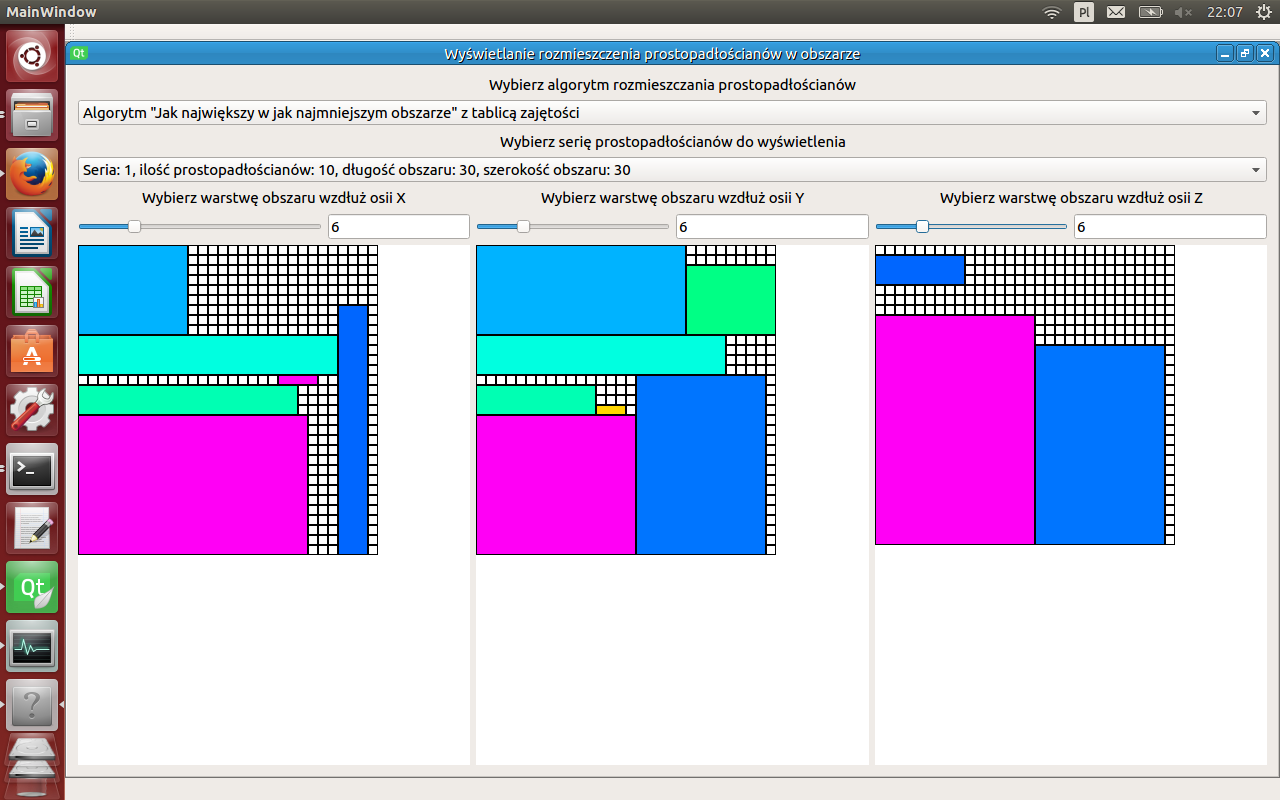 MainWindow
Pl
22:07
Qt
Wyświetlanie rozmieszczenia prostopadłościanów w obszarze
Wybierz algorytm rozmieszczania prostopadłościanów
Algorytm "Jak największy w jak najmniejszym obszarze" z tablicą zajętości
Wybierz serię prostopadłościanów do wyświetlenia
Seria: 1, ilość prostopadłościanów: 10, długość obszaru: 30, szerokość obszaru: 30
Wybierz warstwę obszaru wzdłuż osii X
Wybierz warstwę obszaru wzdłuż osii Y
Wybierz warstwę obszaru wzdłuż osii Z
6
6
6
A
>_
Qt
?